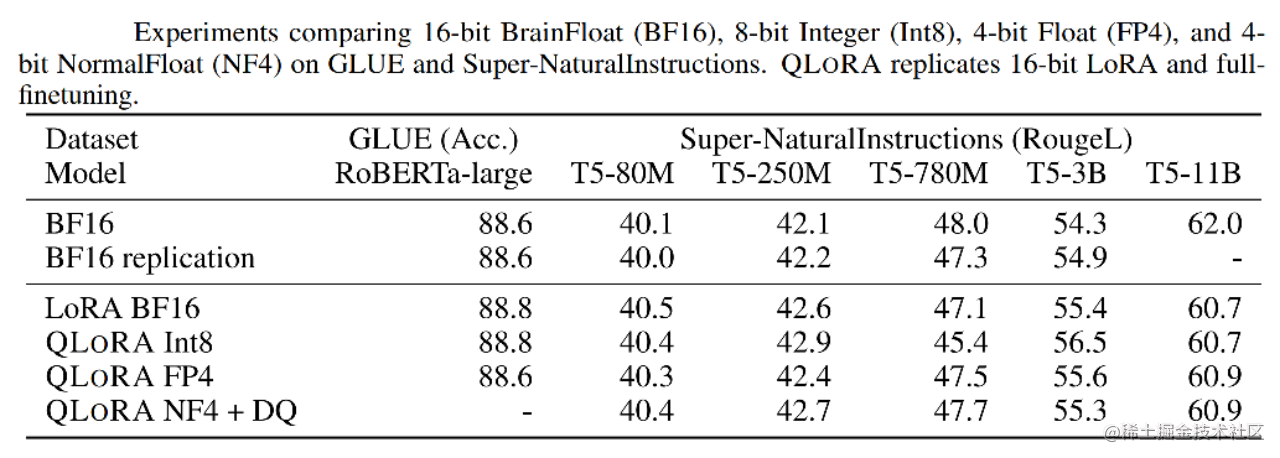 Experiments comparing 16-bit BrainFloat (BF16), 8-bit Integer (Int8), 4-bit Float (FP4), and 4-
bit NormalFloat (NF4) on GLUE and Super-NaturalInstructions. QLORA replicates 16-bit LoRA and full-
finetuning.
Dataset GLUE (Acc.) Super-NaturalInstructions (RougeL)
Model RoBERTa-large T5-80M T5-250M T5-780M T5-3B T5-11B
BF16 88.6 40.1 42.1 48.0 54.3 62.0
BF16 replication 88.6 40.0 42.2 47.3 54.9 -
LoRA BF16 88.8 40.5 42.6 47.1 55.4 60.7
QLORA Int8 88.8 40.4 42.9 45.4 56.5 60.7
QLORA FP4 88.6 40.3 42.4 47.5 55.6 60.9
QLORA NF4 + DQ - 40.4 42.7 47.7 55.3 60.9
@稀土掘金技术社区